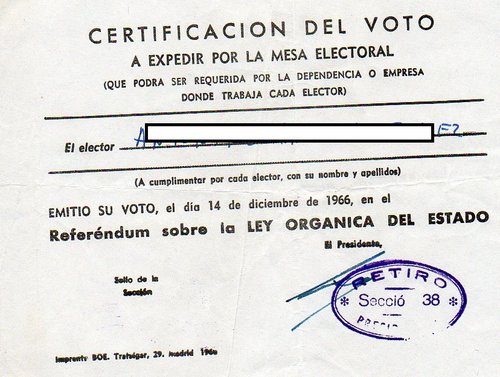 CERTIFICACION DEL VOTO
A EXPEDIR POR LA MESA ELECTORAL
(QUE PODRA SER REQUERIDA POR LA DEPENDENCIA O EMPRESA
DONDE TRABAJA CADA ELECTOR)
El elector
(A cumplimentar por cada elector, con su nombre y apellidos)
EMITIO SU VOTO, el día 14 de diciembre de 1966, en el
Referéndum sobre la LEY ORGANICA DEL ESTADO
El Presidente,
Sello de la
Sección
RETIRO
* Secció 38 *
Imprenta BOE. Trafalgar, 29. Madrid 1966